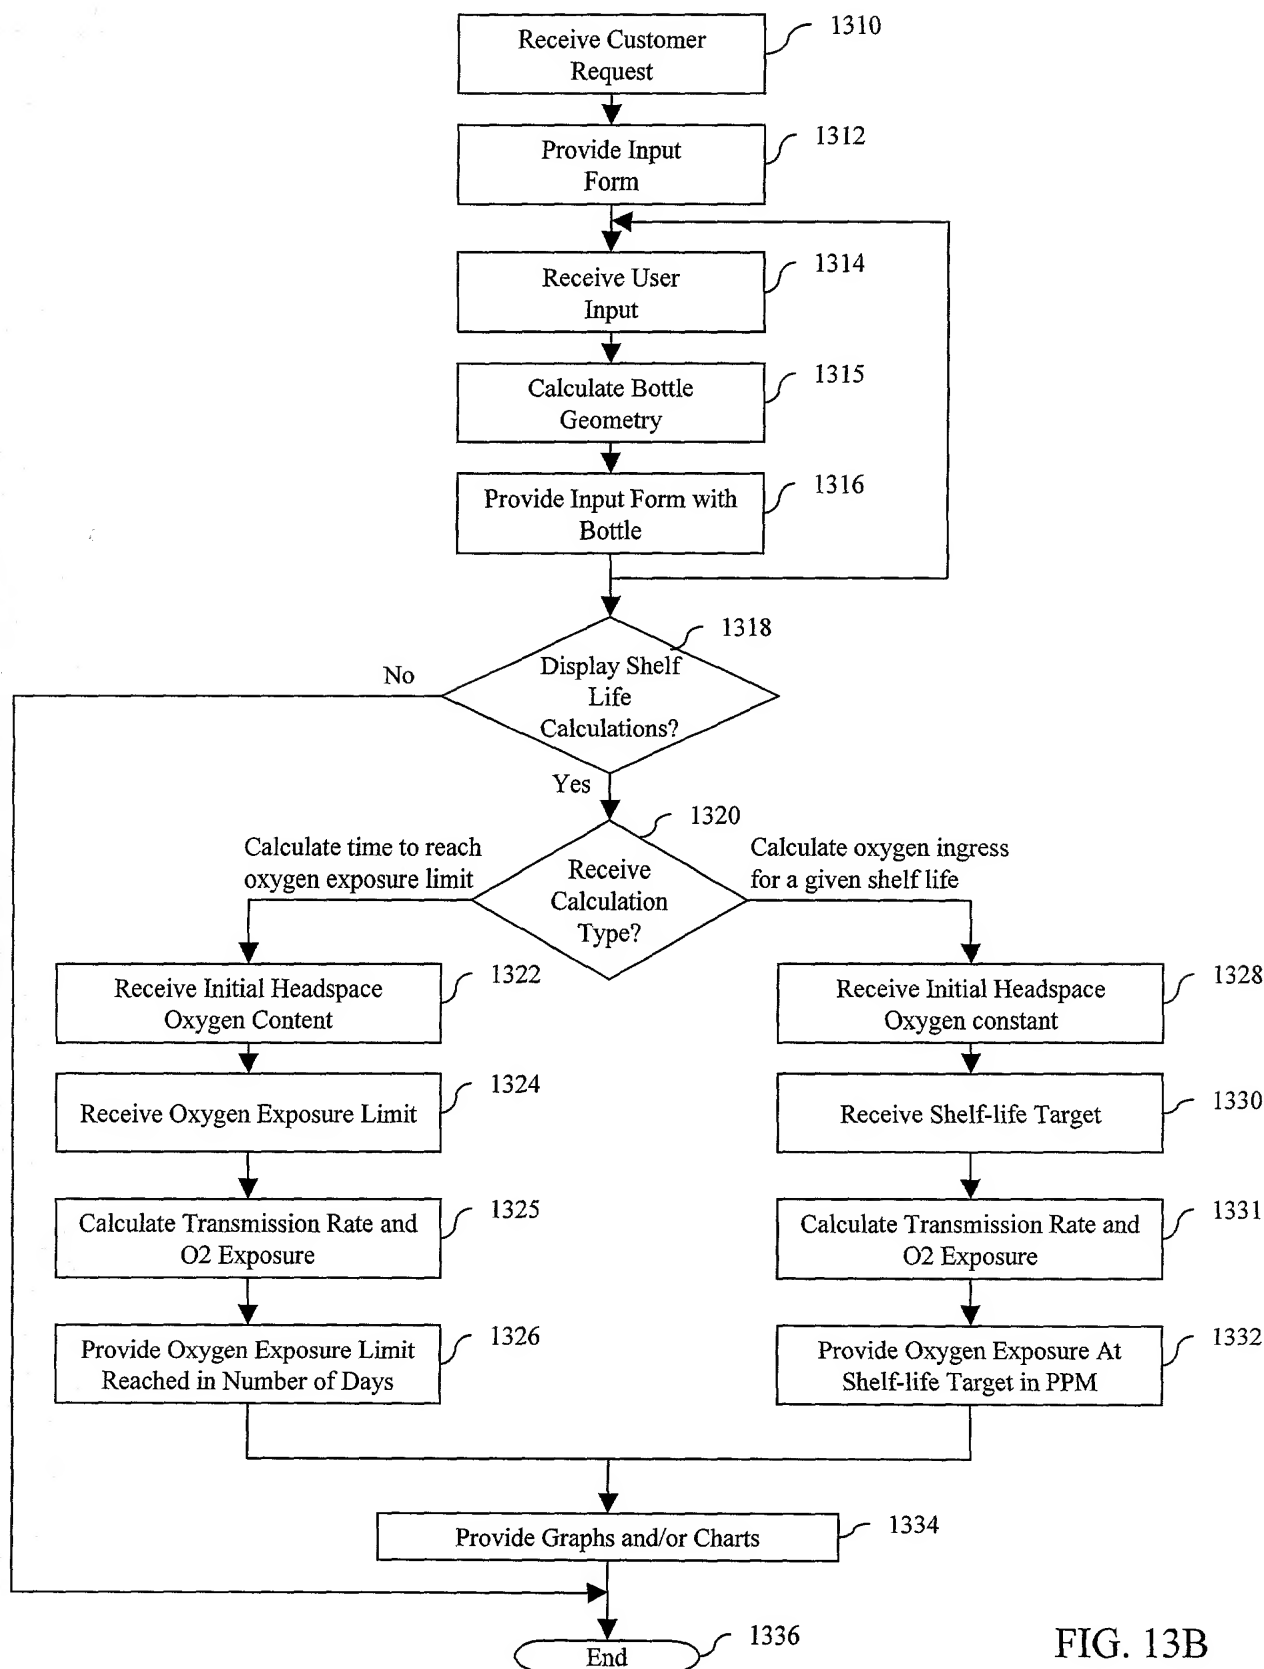 Receive Customer
Request
1310
Provide Input
Form
1312
Receive User
Input
1314
Calculate Bottle
Geometry
1315
Provide Input Form with
Bottle
1316
1318
Display Shelf
Life
Calculations?
No
Yes
1320
Receive
Calculation
Type?
Calculate time to reach
oxygen exposure limit
Calculate oxygen ingress
for a given shelf life
Receive Initial Headspace
Oxygen Content
1322
Receive Initial Headspace
Oxygen constant
1328
Receive Oxygen Exposure Limit
1324
Receive Shelf-life Target
1330
Calculate Transmission Rate and
O2 Exposure
1325
Calculate Transmission Rate and
O2 Exposure
1331
Provide Oxygen Exposure Limit
Reached in Number of Days
1326
Provide Oxygen Exposure At
Shelf-life Target in PPM
1332
Provide Graphs and/or Charts
1334
End
1336
FIG. 13B